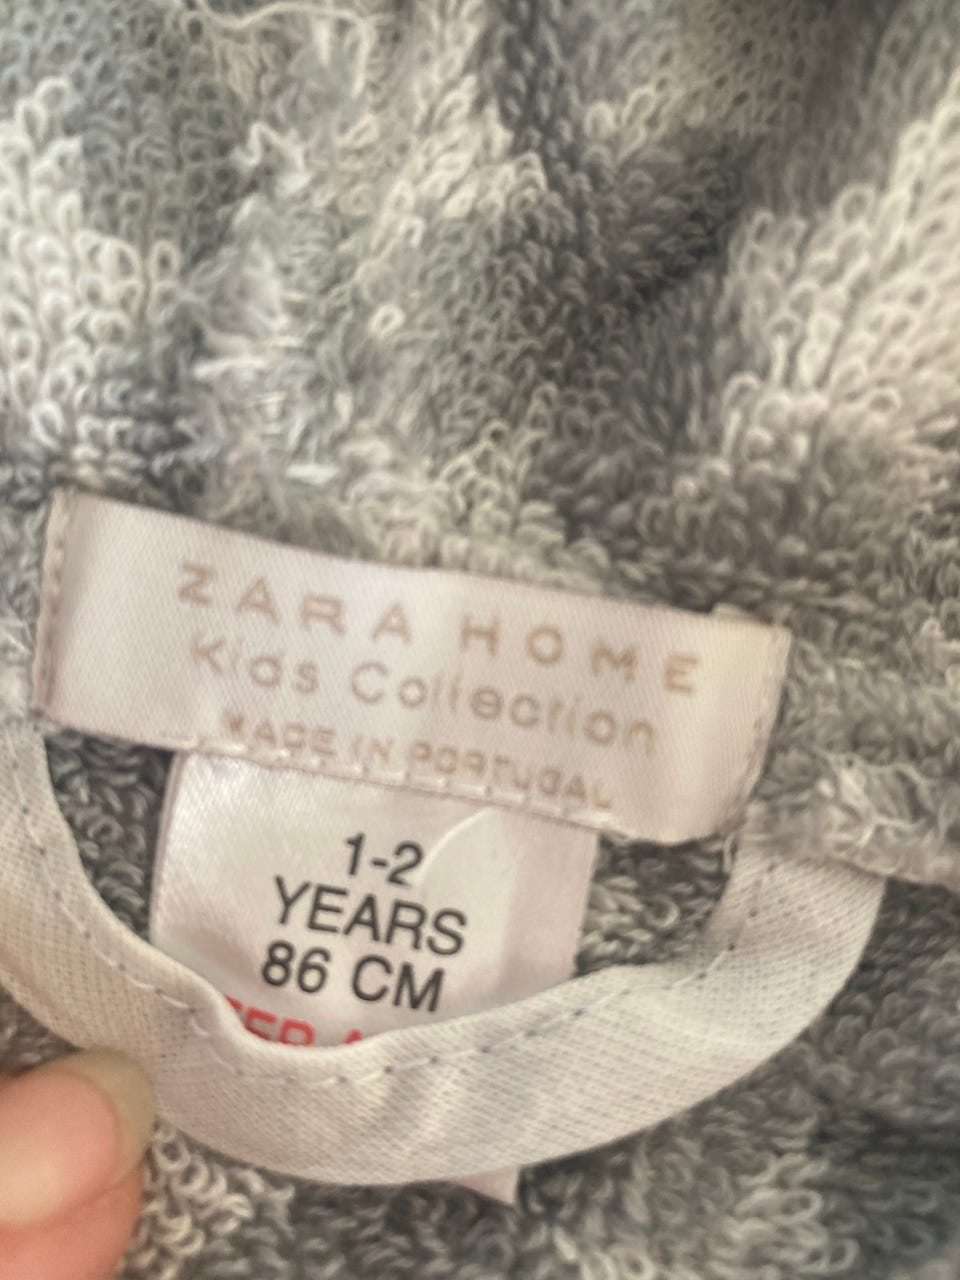 ZARA HOME
Kids Collection
MADE IN PORTUGAL
1-2
YEARS
86 CM